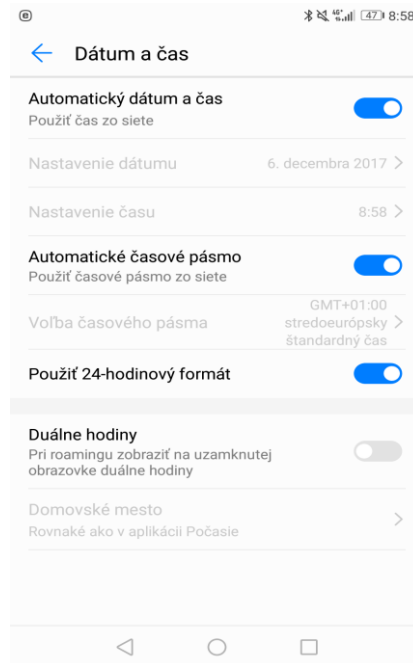 4G 47 8:58
Dátum a čas
Automatický dátum a čas
Použiť čas zo siete
Nastavenie dátumu 6. decembra 2017
Nastavenie času 8:58
Automatické časové pásmo
Použiť časové pásmo zo siete
GMT+01:00
Voľba časového pásma stredoeurópsky
štandardný čas
Použiť 24-hodinový formát
Duálne hodiny
Pri roamingu zobraziť na uzamknutej
obrazovke duálne hodiny
Domovské mesto
Rovnaké ako v aplikácii Počasie